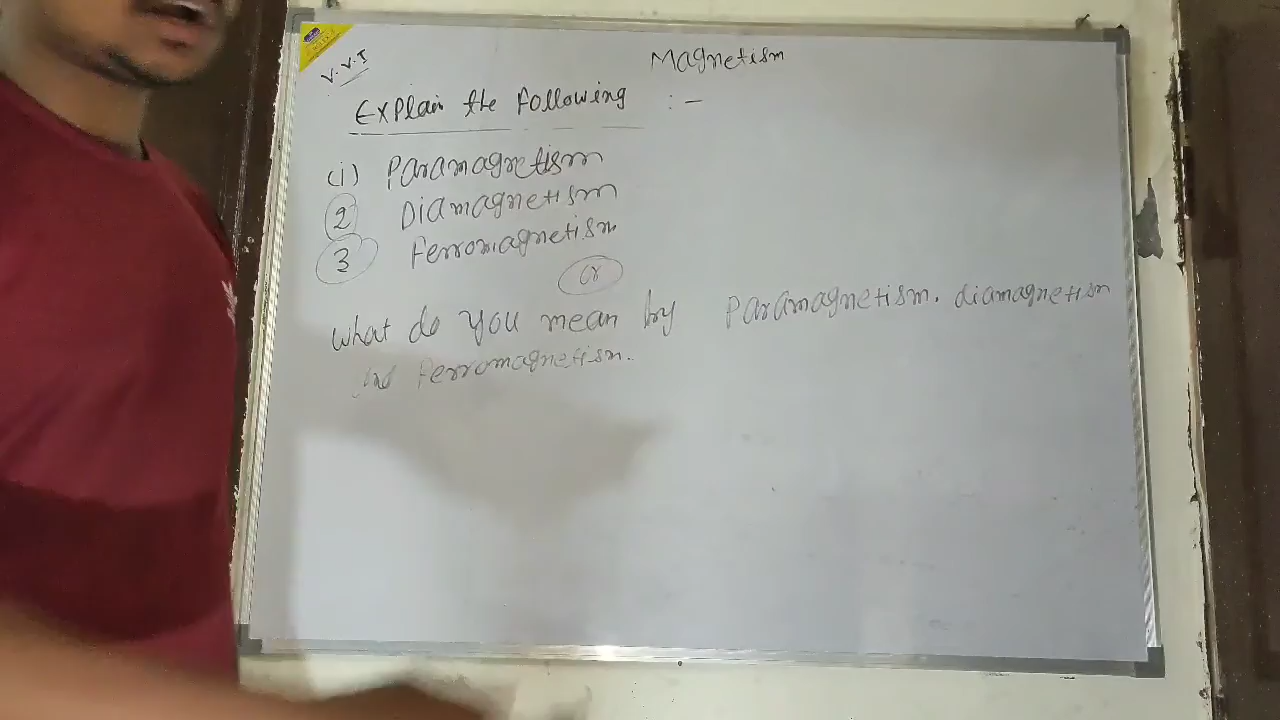 Magnetism
V.V.I
Explain the Following :-
(i) Paramagnetism
2 Diamagnetism
3 Ferromagnetism
or
What do you mean by Paramagnetism. diamagnetism
and Ferromagnetism.